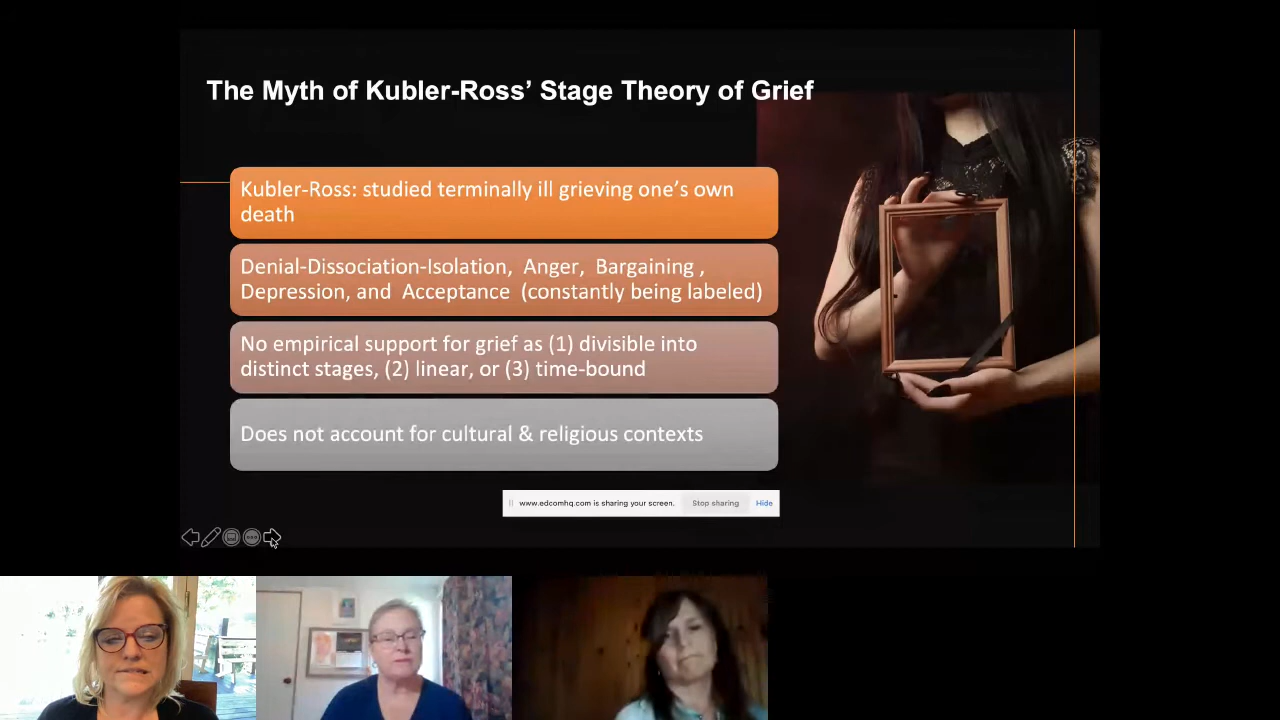 The Myth of Kubler-Ross’ Stage Theory of Grief
Kubler-Ross: studied terminally ill grieving one’s own
death
Denial-Dissociation-Isolation, Anger, Bargaining ,
Depression, and Acceptance (constantly being labeled)
No empirical support for grief as (1) divisible into
distinct stages, (2) linear, or (3) time-bound
Does not account for cultural & religious contexts
www.edcomhq.com is sharing your screen. Stop sharing Hide